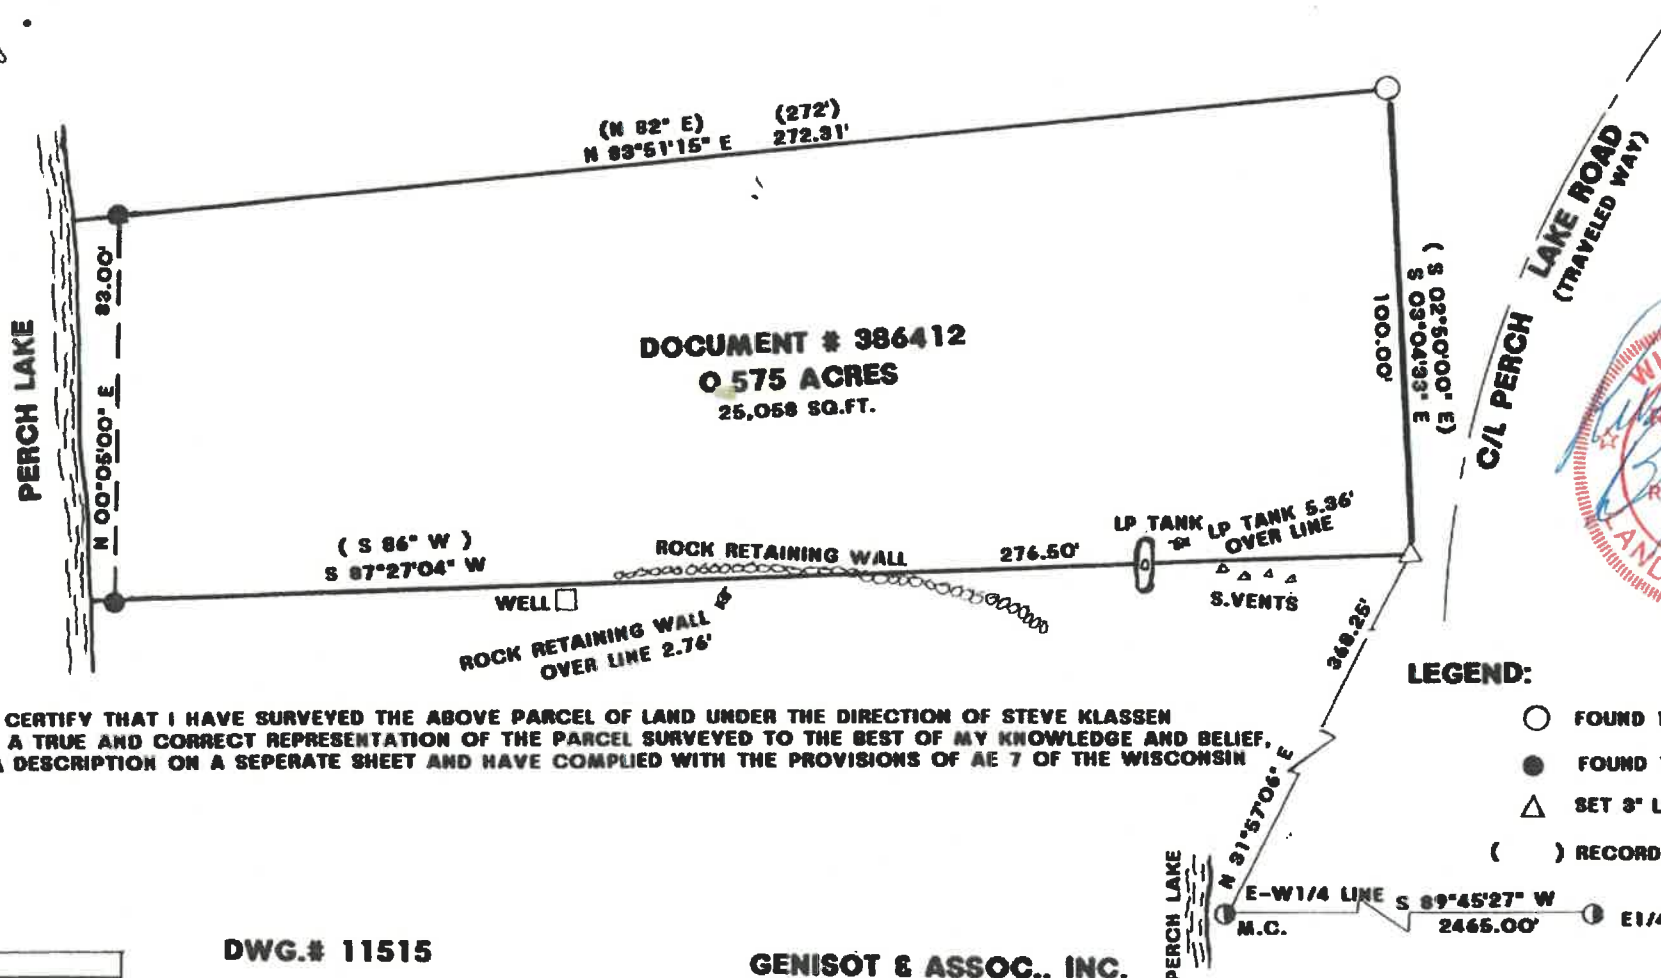 (N 82° E) (272')
N 83°51'15" E 272.31'
LAKE ROAD
(TRAVELED WAY)
C/L PERCH
83.00'
N 00°05'00" E
PERCH LAKE
( S 02°50'00" E)
S 03°04'33" E
100.00'
DOCUMENT # 386412
0.575 ACRES
25,058 SQ.FT.
( S 86° W )
S 87°27'04" W
ROCK RETAINING WALL
276.50'
LP TANK
LP TANK 5.36'
OVER LINE
WELL
S.VENTS
ROCK RETAINING WALL
OVER LINE 2.76'
368.25'
N 31°57'06" E
LEGEND:
FOUND
FOUND
SET 3"
( ) RECORD
CERTIFY THAT I HAVE SURVEYED THE ABOVE PARCEL OF LAND UNDER THE DIRECTION OF STEVE KLASSEN
A TRUE AND CORRECT REPRESENTATION OF THE PARCEL SURVEYED TO THE BEST OF MY KNOWLEDGE AND BELIEF,
DESCRIPTION ON A SEPERATE SHEET AND HAVE COMPLIED WITH THE PROVISIONS OF AE 7 OF THE WISCONSIN
PERCH LAKE
E-W1/4 LINE S 89°45'27" W
M.C. 2465.00' E1/4
DWG.# 11515
GENISOT & ASSOC., INC.